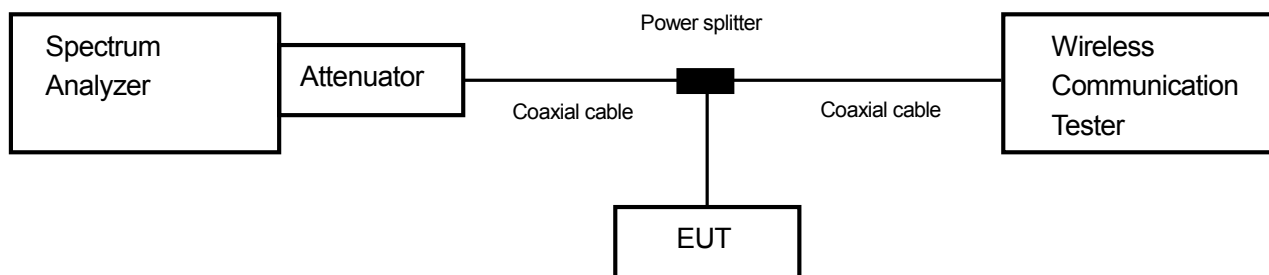 Power splitter
Spectrum
Analyzer
Attenuator
Coaxial cable
Coaxial cable
Wireless
Communication
Tester
EUT